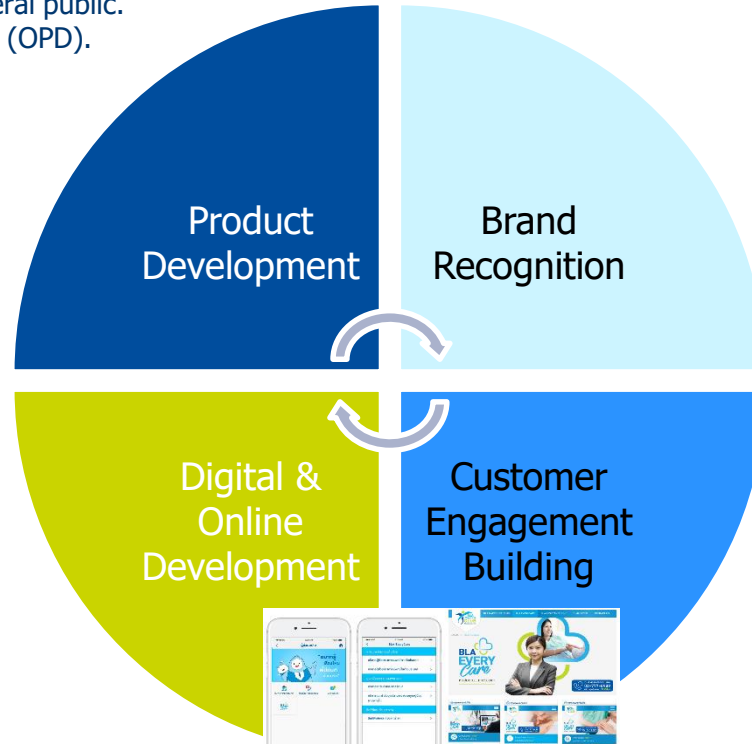 eral public.
(OPD).
Product
Development
Brand
Recognition
Digital &
Online
Development
Customer
Engagement
Building
BLA
EVERY
Care